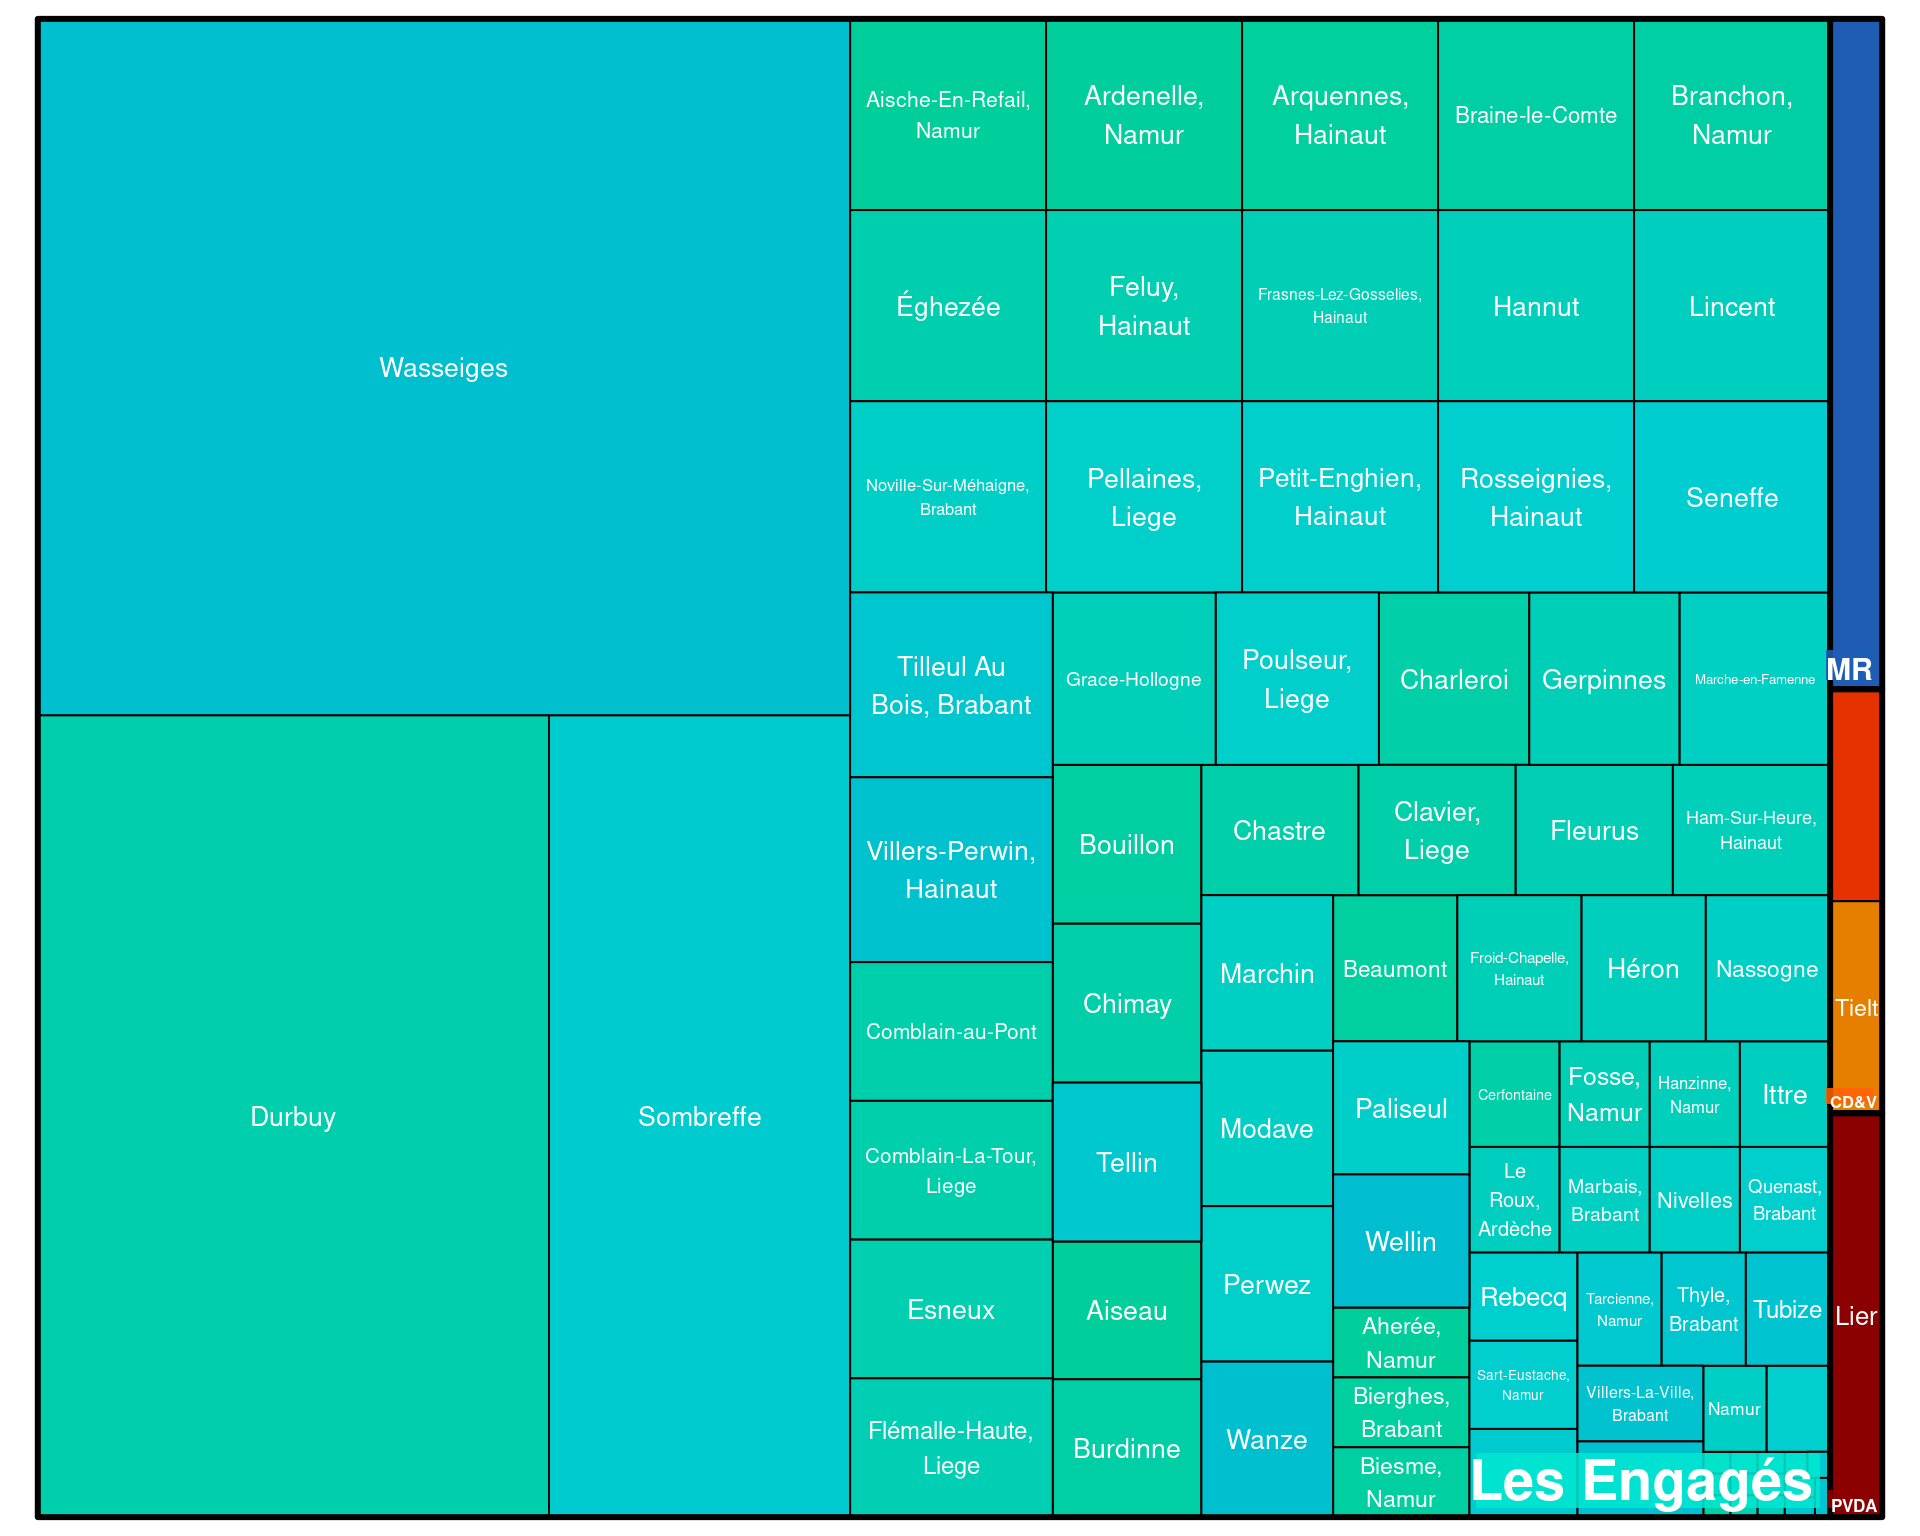 Wasseiges
Durbuy
Sombreffe
Aische-En-Refail,
Namur
Ardenelle,
Namur
Arquennes,
Hainaut
Braine-le-Comte
Branchon,
Namur
Éghezée
Feluy,
Hainaut
Frasnes-Lez-Gosselies,
Hainaut
Hannut
Lincent
Noville-Sur-Méhaigne,
Brabant
Pellaines,
Liege
Petit-Enghien,
Hainaut
Rosseignies,
Hainaut
Seneffe
Tilleul Au
Bois, Brabant
Villers-Perwin,
Hainaut
Comblain-au-Pont
Comblain-La-Tour,
Liege
Esneux
Flémalle-Haute,
Liege
Grace-Hollogne
Poulseur,
Liege
Charleroi
Gerpinnes
Marche-en-Famenne
Bouillon
Chimay
Tellin
Aiseau
Burdinne
Chastre
Clavier,
Liege
Fleurus
Ham-Sur-Heure,
Hainaut
Marchin
Modave
Perwez
Wanze
Beaumont
Froid-Chapelle,
Hainaut
Héron
Nassogne
Paliseul
Wellin
Aherée,
Namur
Bierghes,
Brabant
Biesme,
Namur
Cerfontaine
Fosse,
Namur
Hanzinne,
Namur
Ittre
Le
Roux,
Ardèche
Marbais,
Brabant
Nivelles
Quenast,
Brabant
Rebecq
Sart-Eustache,
Namur
Tarcienne,
Namur
Thyle,
Brabant
Tubize
Villers-La-Ville,
Brabant
Namur
Les Engagés
MR
Tielt
CD&V
Lier
PVDA